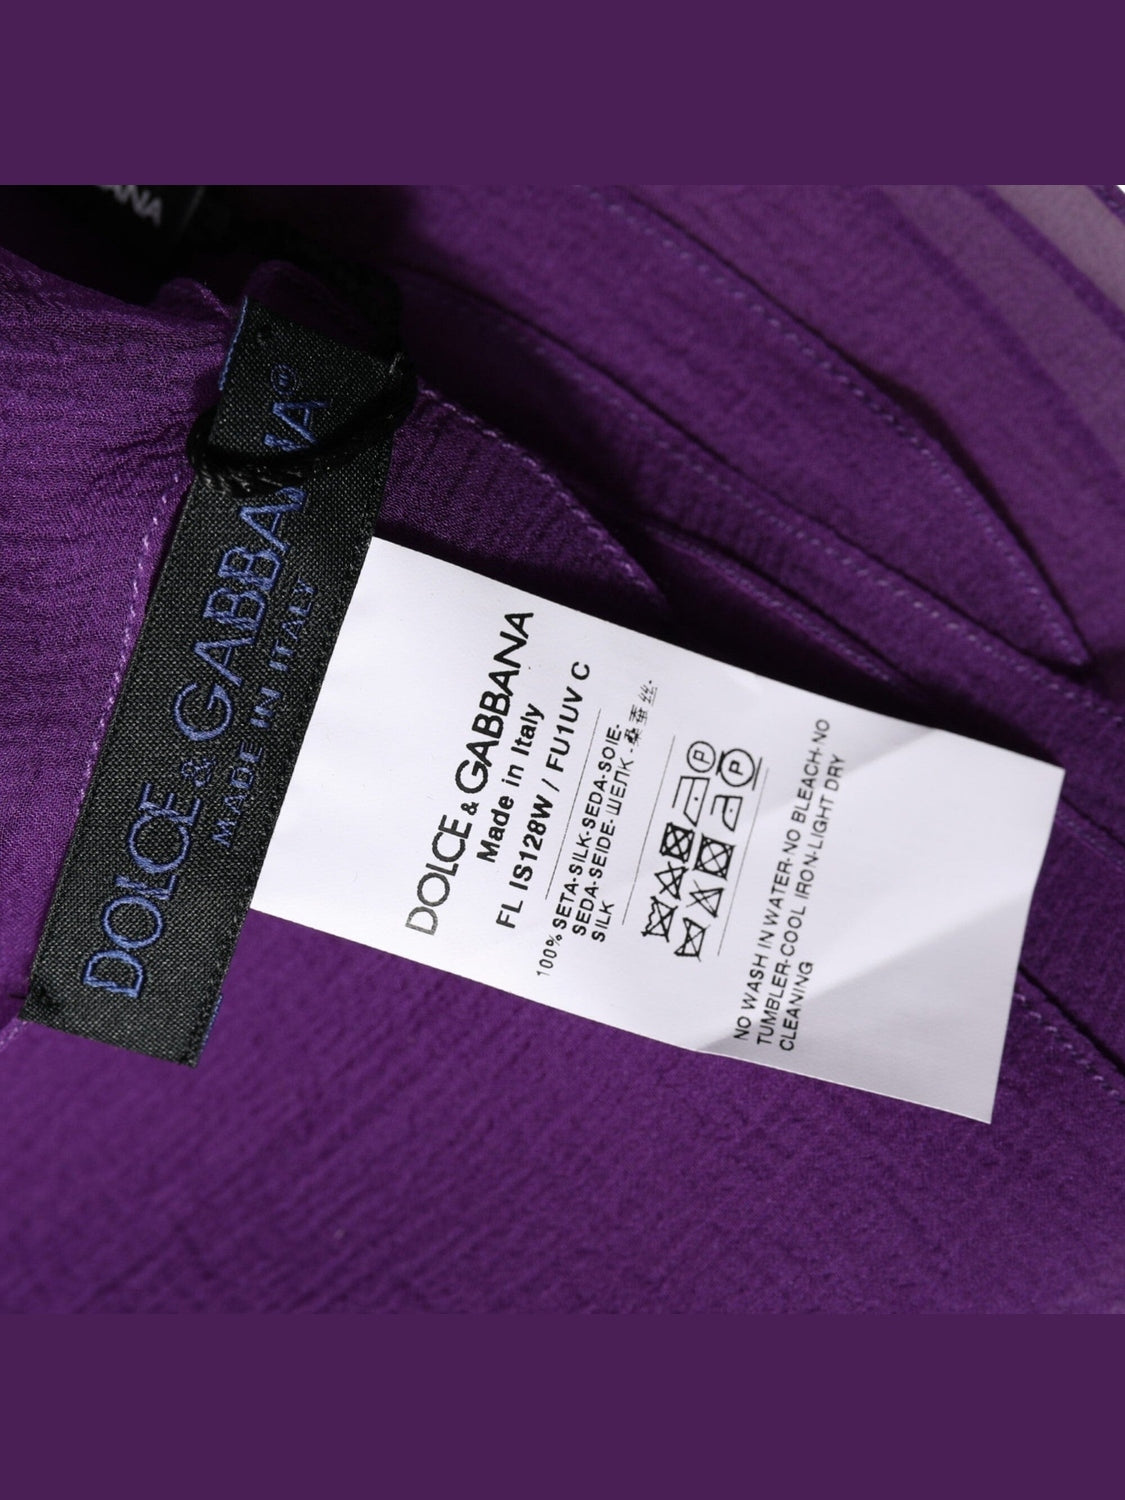 ANA
DOLCE & GABBANA®
MADE IN ITALY
DOLCE & GABBANA
Made in Italy
FL IS128W / FU1UV C
100% SETA-SILK-SEDA-SOIE-
SEDA-SEIDE-ШЕЛК-桑蚕丝-
SILK
P
P
NO WASH IN WATER-NO BLEACH-NO
TUMBLER-COOL IRON-LIGHT DRY
CLEANING